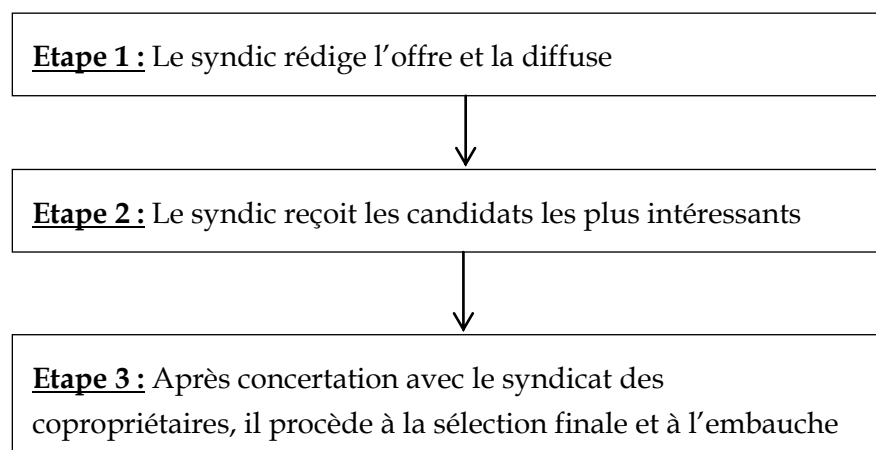 Etape 1 : Le syndic rédige l’offre et la diffuse
Etape 2 : Le syndic reçoit les candidats les plus intéressants
Etape 3 : Après concertation avec le syndicat des
copropriétaires, il procède à la sélection finale et à l’embauche